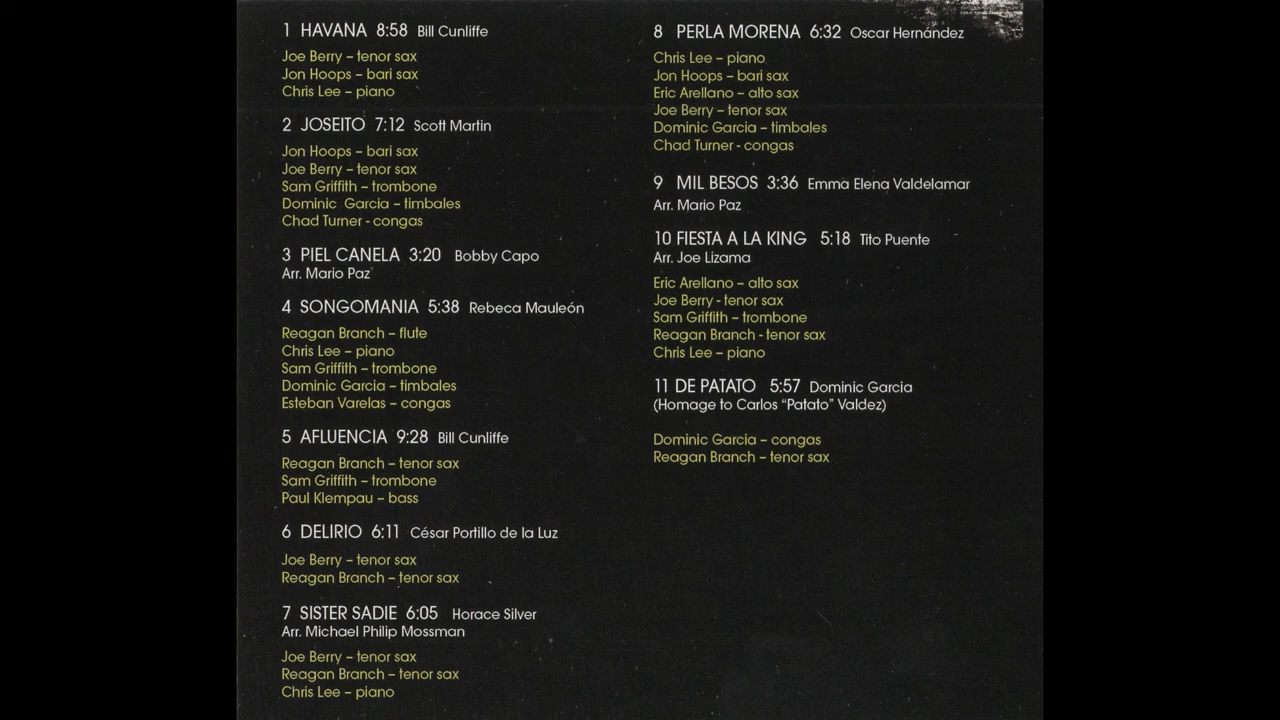 1 HAVANA 8:58 Bill Cunliffe
Joe Berry – tenor sax
Jon Hoops – bari sax
Chris Lee – piano
2 JOSEITO 7:12 Scott Martin
Jon Hoops – bari sax
Joe Berry – tenor sax
Sam Griffith – trombone
Dominic Garcia – timbales
Chad Turner - congas
3 PIEL CANELA 3:20 Bobby Capo
Arr. Mario Paz
4 SONGOMANIA 5:38 Rebeca Mauleón
Reagan Branch – flute
Chris Lee – piano
Sam Griffith – trombone
Dominic Garcia – timbales
Esteban Varelas – congas
5 AFLUENCIA 9:28 Bill Cunliffe
Reagan Branch – tenor sax
Sam Griffith – trombone
Paul Klempau – bass
6 DELIRIO 6:11 César Portillo de la Luz
Joe Berry – tenor sax
Reagan Branch – tenor sax
7 SISTER SADIE 6:05 Horace Silver
Arr. Michael Philip Mossman
Joe Berry – tenor sax
Reagan Branch – tenor sax
Chris Lee – piano
8 PERLA MORENA 6:32 Oscar Hernández
Chris Lee – piano
Jon Hoops – bari sax
Eric Arellano – alto sax
Joe Berry – tenor sax
Dominic Garcia – timbales
Chad Turner - congas
9 MIL BESOS 3:36 Emma Elena Valdelamar
Arr. Mario Paz
10 FIESTA A LA KING 5:18 Tito Puente
Arr. Joe Lizama
Eric Arellano – alto sax
Joe Berry - tenor sax
Sam Griffith – trombone
Reagan Branch - tenor sax
Chris Lee – piano
11 DE PATATO 5:57 Dominic Garcia
(Homage to Carlos “Patato” Valdez)
Dominic Garcia – congas
Reagan Branch – tenor sax